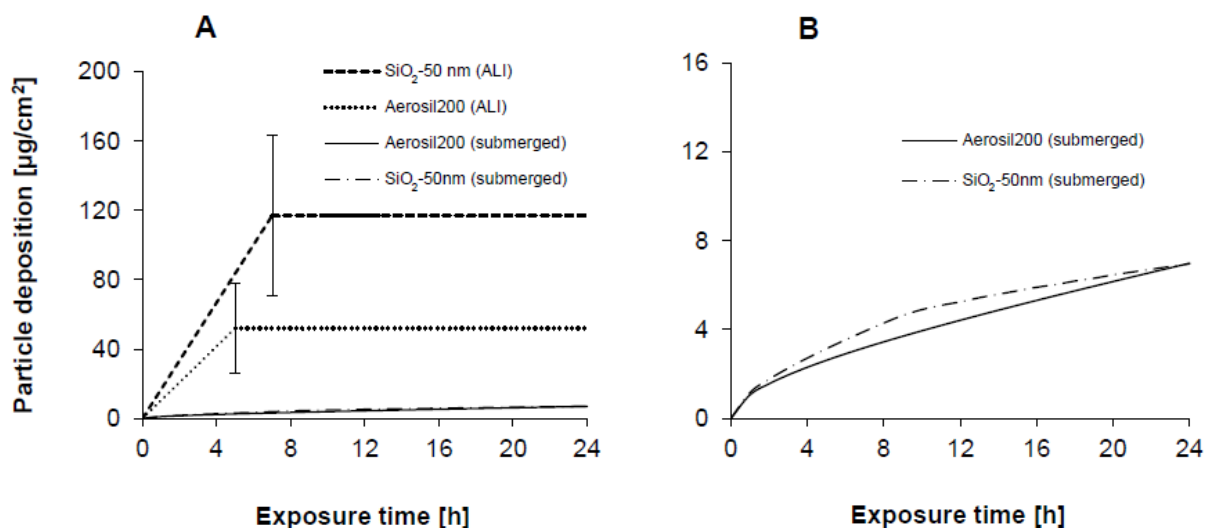 A
Particle deposition [µg/cm²]
200
160
120
80
40
0
SiO₂-50 nm (ALI)
Aerosil200 (ALI)
Aerosil200 (submerged)
SiO₂-50nm (submerged)
0 4 8 12 16 20 24
Exposure time [h]
B
16
12
8
4
0
Aerosil200 (submerged)
SiO₂-50nm (submerged)
0 4 8 12 16 20 24
Exposure time [h]